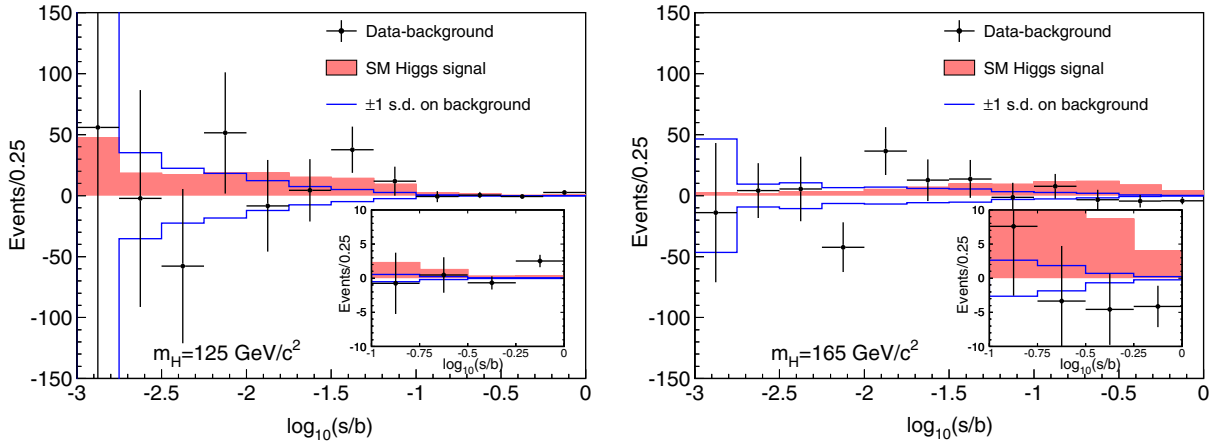 150
100
50
0
-50
-100
-150
Events/0.25
Data-background
SM Higgs signal
±1 s.d. on background
m_H=125 GeV/c²
-3 -2.5 -2 -1.5 -1 -0.5 0
log₁₀(s/b)
10
5
0
-5
-10
Events/0.25
-1 -0.75 -0.5 -0.25 0
log₁₀(s/b)
150
100
50
0
-50
-100
-150
Events/0.25
Data-background
SM Higgs signal
±1 s.d. on background
m_H=165 GeV/c²
-3 -2.5 -2 -1.5 -1 -0.5 0
log₁₀(s/b)
10
5
0
-5
-10
Events/0.25
-1 -0.75 -0.5 -0.25 0
log₁₀(s/b)